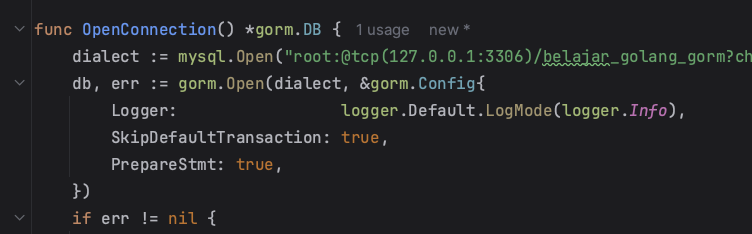 func OpenConnection() *gorm.DB { 1 usage new *
dialect := mysql.Open("root:@tcp(127.0.0.1:3306)/belajar_golang_gorm?ch
db, err := gorm.Open(dialect, &gorm.Config{
Logger: logger.Default.LogMode(logger.Info),
SkipDefaultTransaction: true,
PrepareStmt: true,
})
if err != nil {